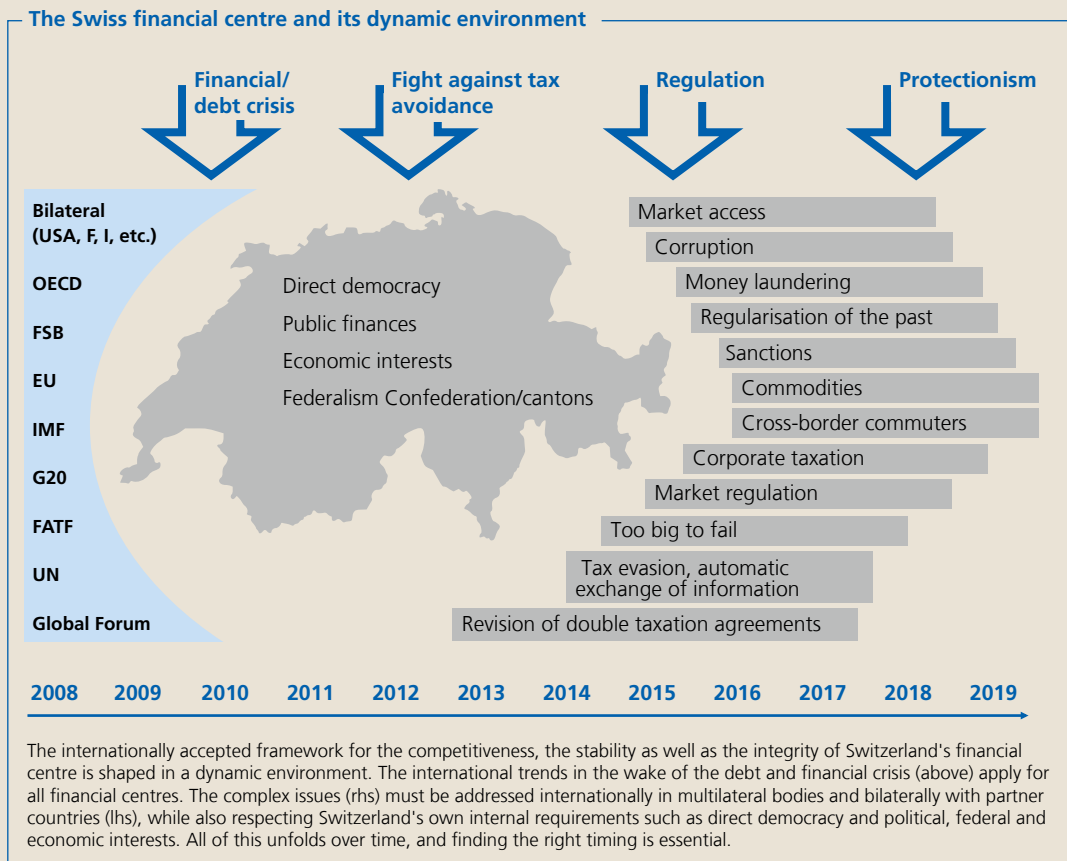 The Swiss financial centre and its dynamic environment
Financial/
debt crisis
Fight against tax
avoidance
Regulation
Protectionism
Bilateral
(USA, F, I, etc.)
OECD
FSB
EU
IMF
G20
FATF
UN
Global Forum
Direct democracy
Public finances
Economic interests
Federalism Confederation/cantons
Market access
Corruption
Money laundering
Regularisation of the past
Sanctions
Commodities
Cross-border commuters
Corporate taxation
Market regulation
Too big to fail
Tax evasion, automatic
exchange of information
Revision of double taxation agreements
2008 2009 2010 2011 2012 2013 2014 2015 2016 2017 2018 2019
The internationally accepted framework for the competitiveness, the stability as well as the integrity of Switzerland's financial
centre is shaped in a dynamic environment. The international trends in the wake of the debt and financial crisis (above) apply for
all financial centres. The complex issues (rhs) must be addressed internationally in multilateral bodies and bilaterally with partner
countries (lhs), while also respecting Switzerland's own internal requirements such as direct democracy and political, federal and
economic interests. All of this unfolds over time, and finding the right timing is essential.